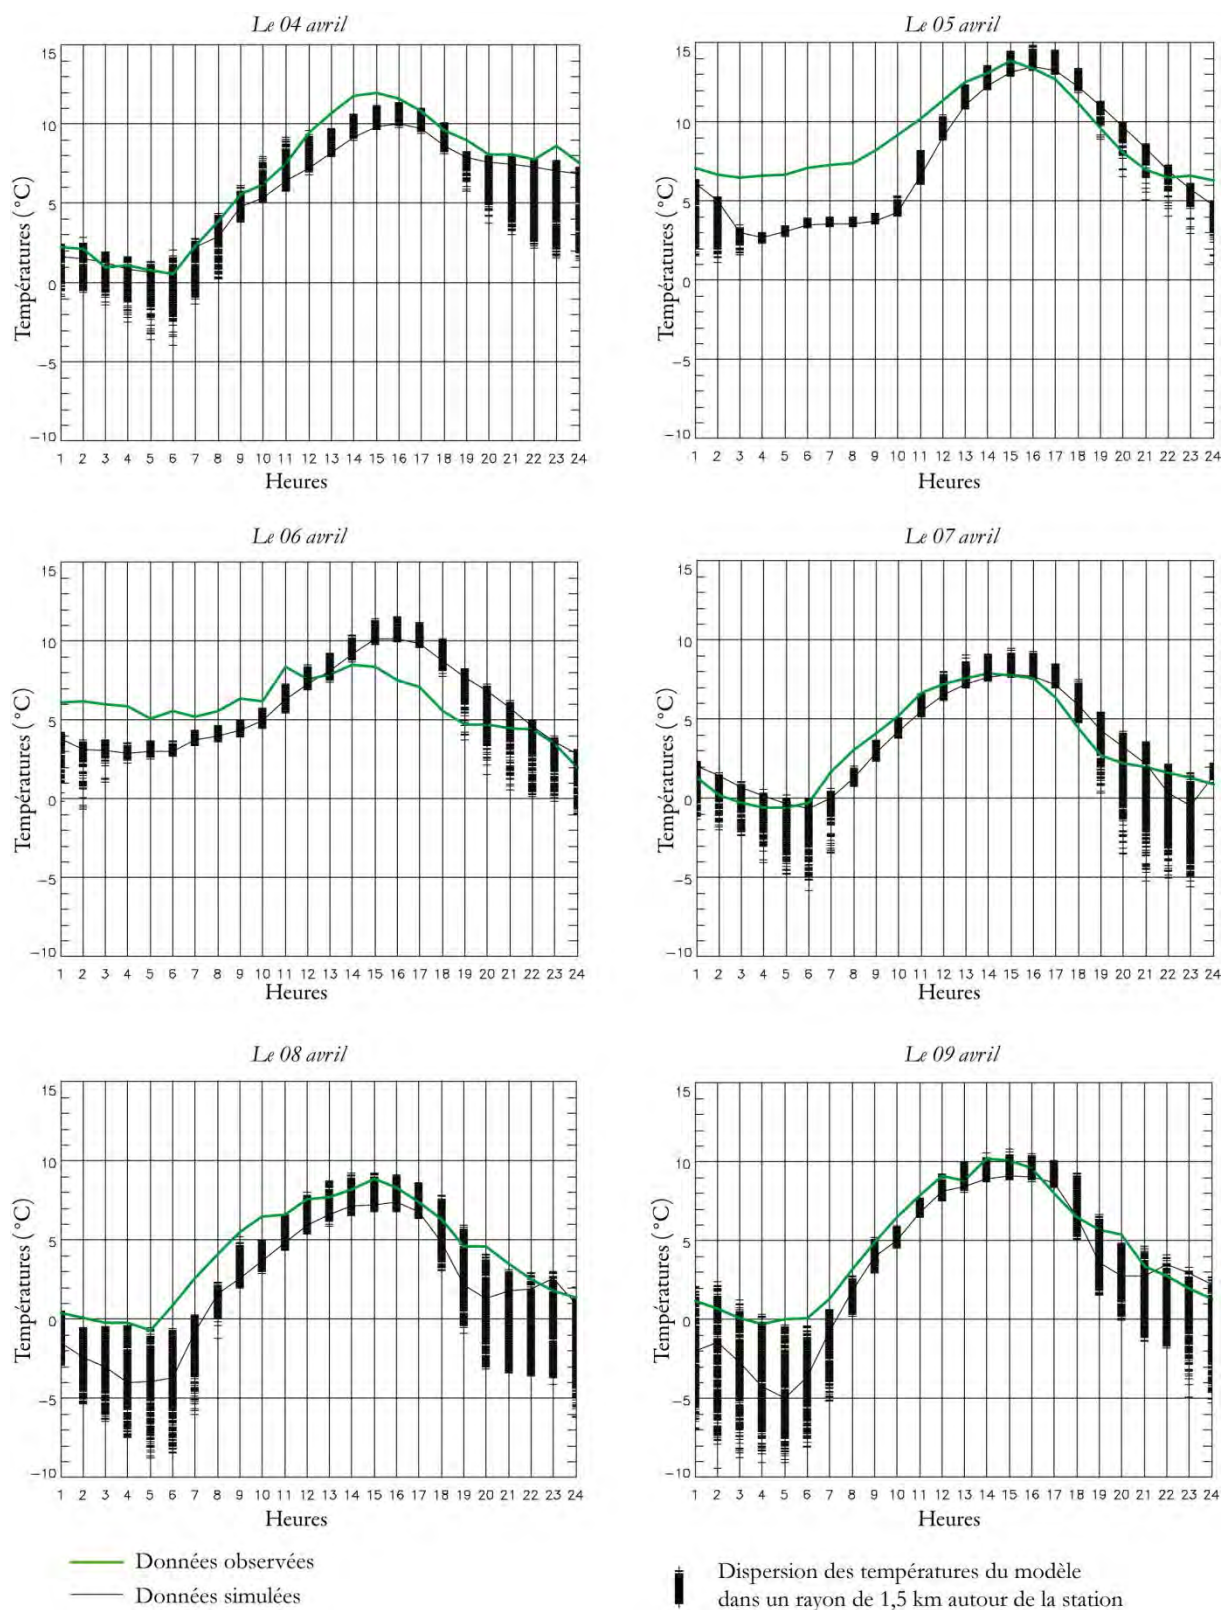 Le 04 avril
Températures (°C)
15
10
5
0
−5
−10
1 2 3 4 5 6 7 8 9 10 11 12 13 14 15 16 17 18 19 20 21 22 23 24
Heures
Le 05 avril
Températures (°C)
15
10
5
0
−5
−10
1 2 3 4 5 6 7 8 9 10 11 12 13 14 15 16 17 18 19 20 21 22 23 24
Heures
Le 06 avril
Températures (°C)
15
10
5
0
−5
−10
1 2 3 4 5 6 7 8 9 10 11 12 13 14 15 16 17 18 19 20 21 22 23 24
Heures
Le 07 avril
Températures (°C)
15
10
5
0
−5
−10
1 2 3 4 5 6 7 8 9 10 11 12 13 14 15 16 17 18 19 20 21 22 23 24
Heures
Le 08 avril
Températures (°C)
15
10
5
0
−5
−10
1 2 3 4 5 6 7 8 9 10 11 12 13 14 15 16 17 18 19 20 21 22 23 24
Heures
Le 09 avril
Températures (°C)
15
10
5
0
−5
−10
1 2 3 4 5 6 7 8 9 10 11 12 13 14 15 16 17 18 19 20 21 22 23 24
Heures
Données observées
Données simulées
Dispersion des températures du modèle
dans un rayon de 1,5 km autour de la station